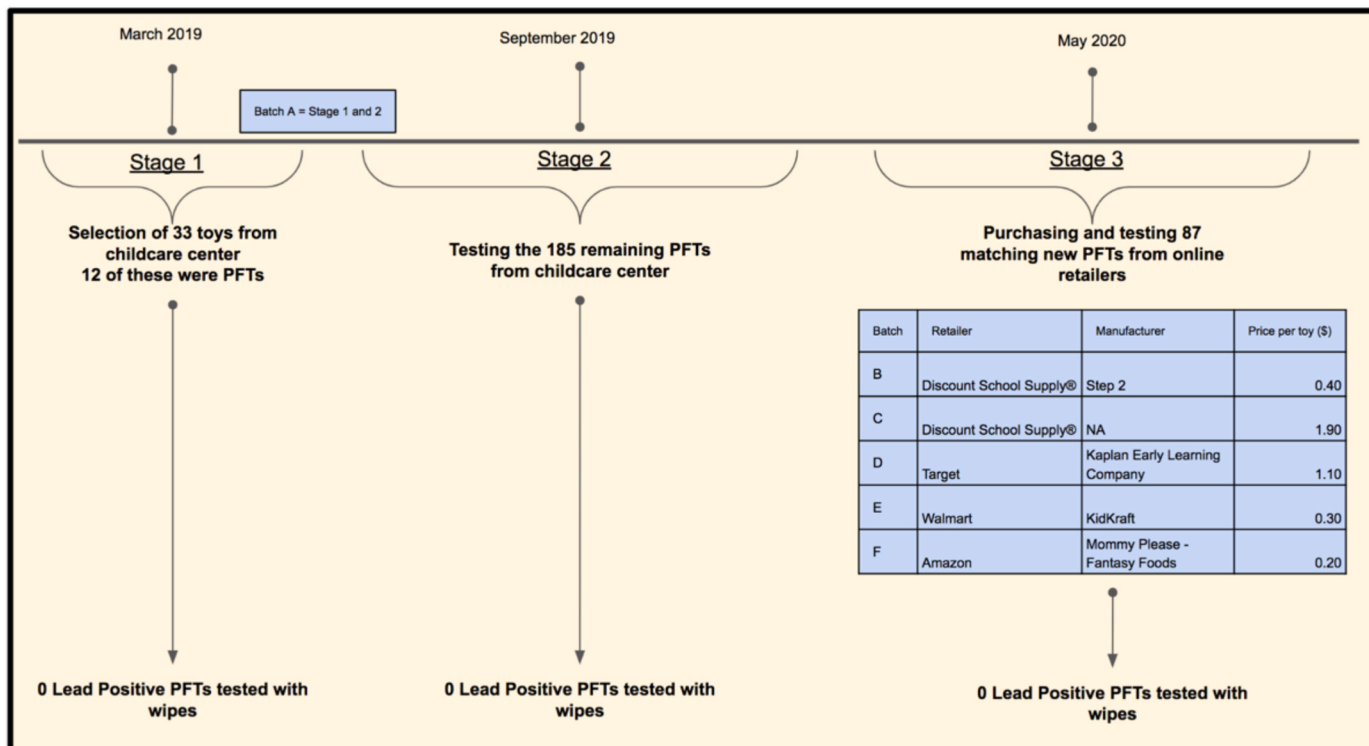 March 2019
September 2019
May 2020
Batch A = Stage 1 and 2
Stage 1
Stage 2
Stage 3
Selection of 33 toys from
childcare center
12 of these were PFTs
Testing the 185 remaining PFTs
from childcare center
Purchasing and testing 87
matching new PFTs from online
retailers
Batch Retailer Manufacturer Price per toy ($)
B Discount School Supply® Step 2 0.40
C Discount School Supply® NA 1.90
D Target Kaplan Early Learning
Company 1.10
E Walmart KidKraft 0.30
F Amazon Mommy Please -
Fantasy Foods 0.20
0 Lead Positive PFTs tested with
wipes
0 Lead Positive PFTs tested with
wipes
0 Lead Positive PFTs tested with
wipes